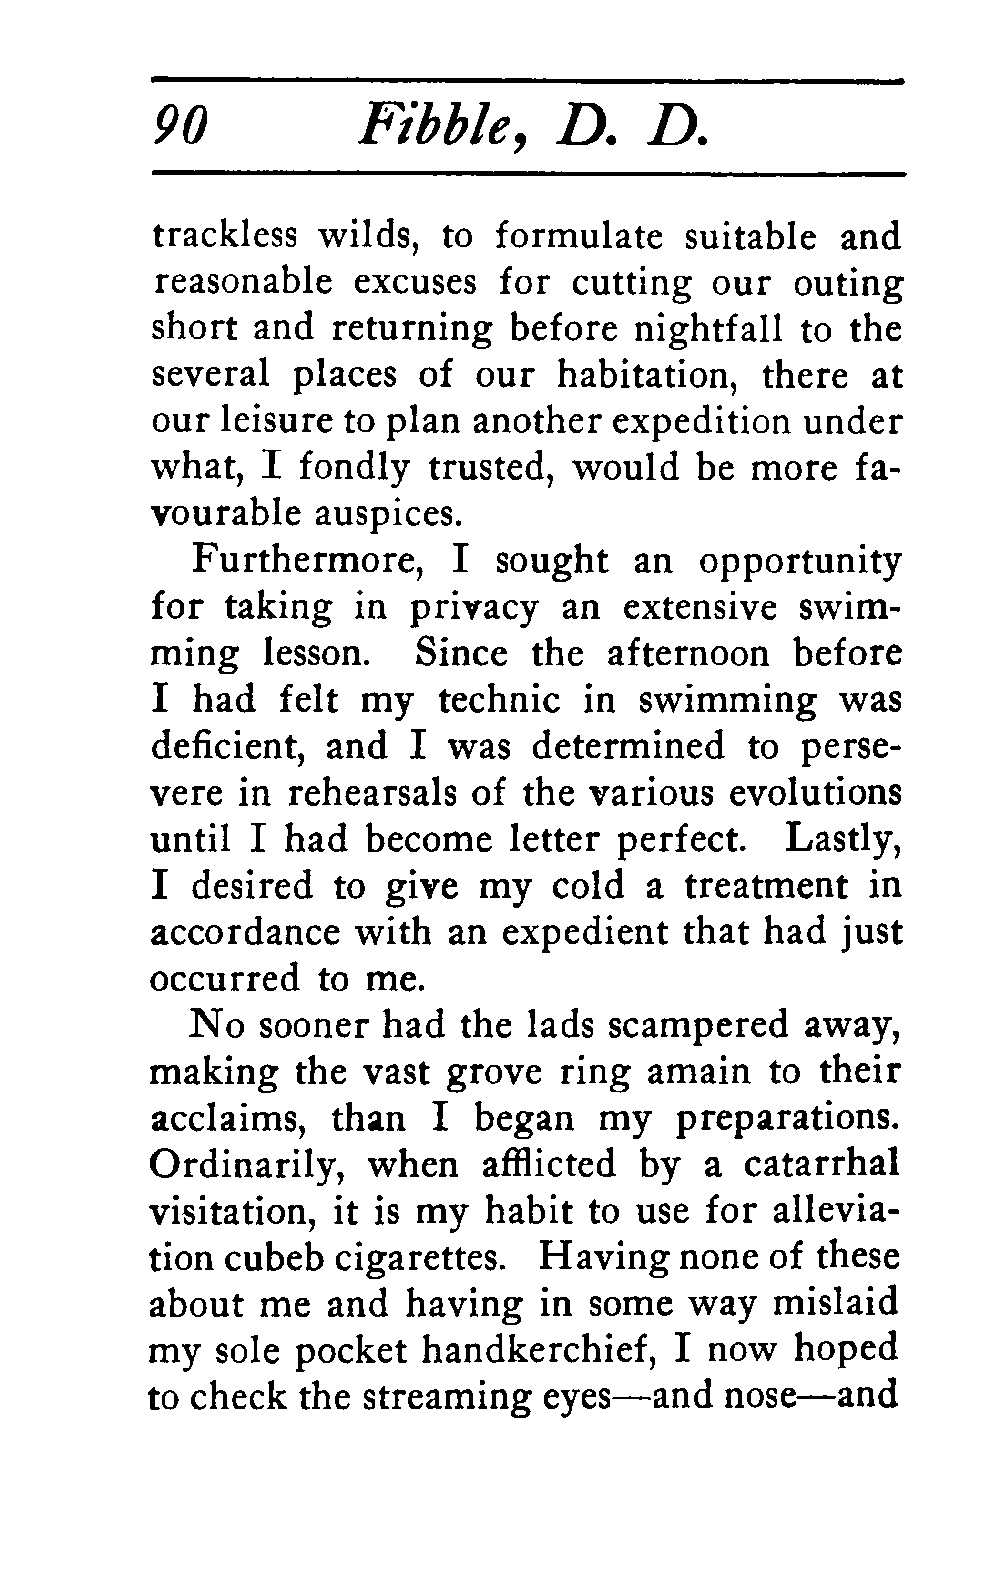 90 Fibble, D. D.
trackless wilds, to formulate suitable and
reasonable excuses for cutting our outing
short and returning before nightfall to the
several places of our habitation, there at
our leisure to plan another expedition under
what, I fondly trusted, would be more fa-
vourable auspices.
Furthermore, I sought an opportunity
for taking in privacy an extensive swim-
ming lesson. Since the afternoon before
I had felt my technic in swimming was
deficient, and I was determined to perse-
vere in rehearsals of the various evolutions
until I had become letter perfect. Lastly,
I desired to give my cold a treatment in
accordance with an expedient that had just
occurred to me.
No sooner had the lads scampered away,
making the vast grove ring amain to their
acclaims, than I began my preparations.
Ordinarily, when afflicted by a catarrhal
visitation, it is my habit to use for allevia-
tion cubeb cigarettes. Having none of these
about me and having in some way mislaid
my sole pocket handkerchief, I now hoped
to check the streaming eyes—and nose—and